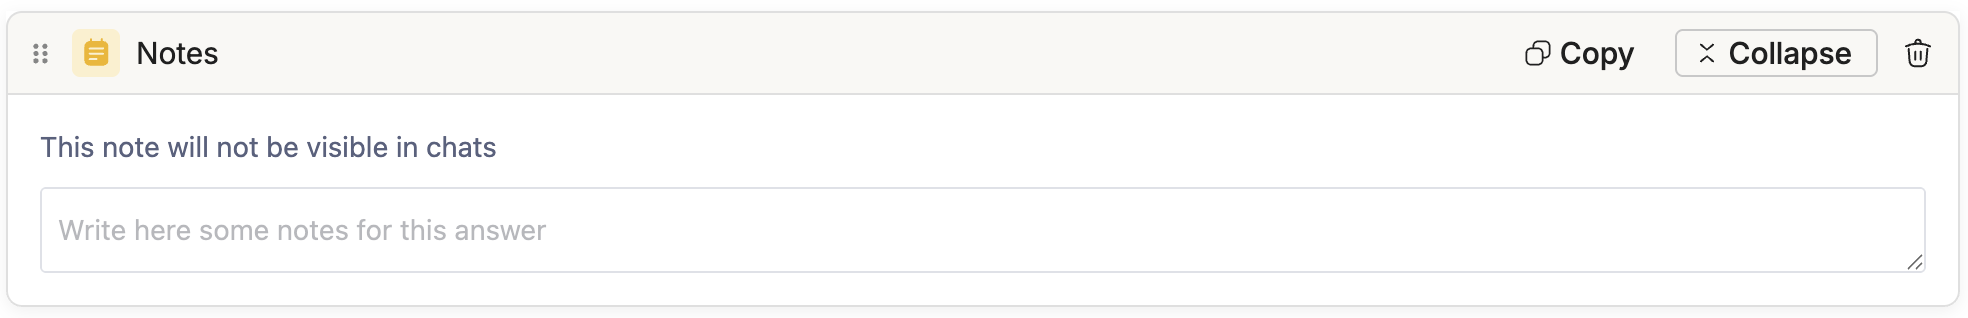 Notes
Copy
Collapse
This note will not be visible in chats
Write here some notes for this answer